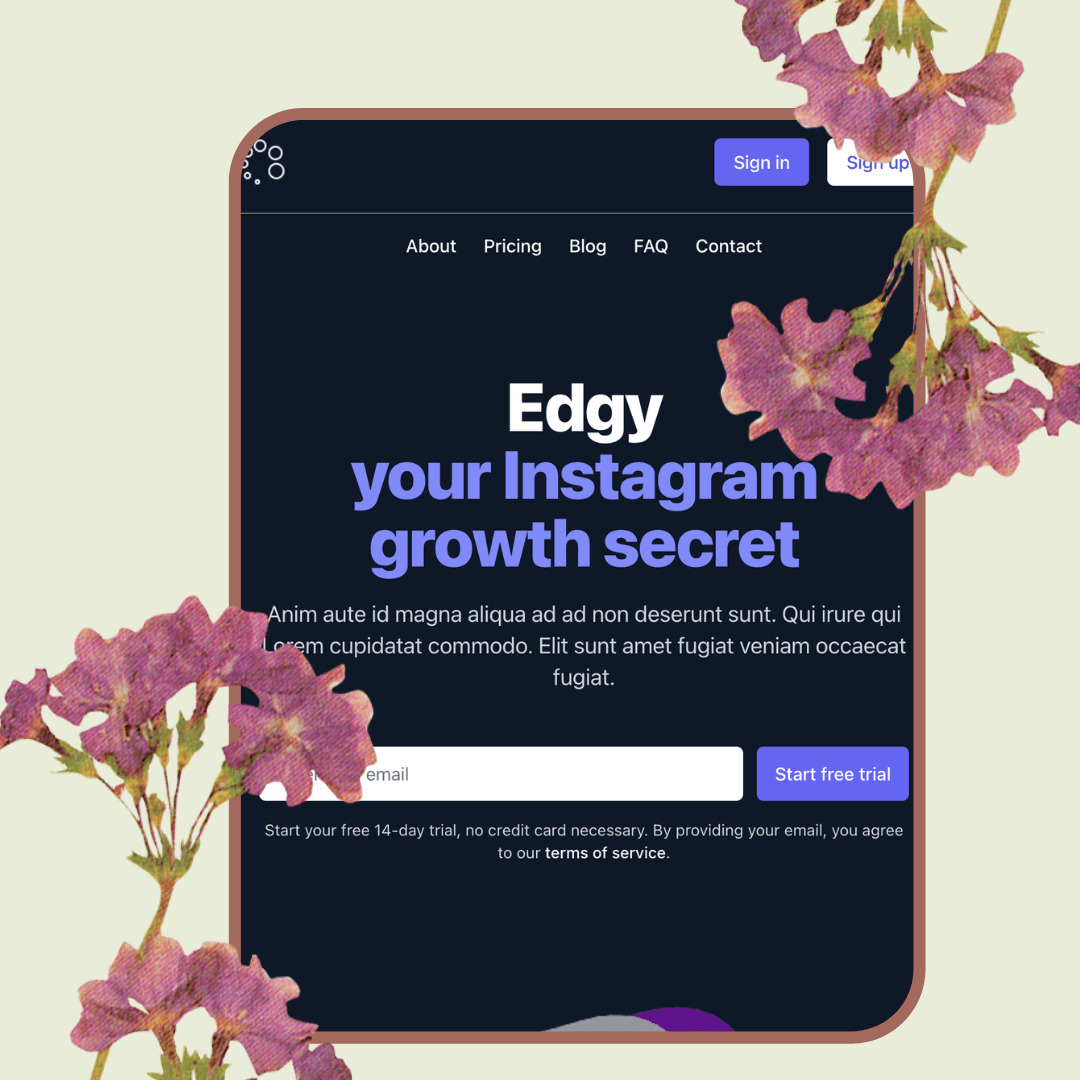 Sign in
Sign up
About Pricing Blog FAQ Contact
Edgy
your Instagram
growth secret
Anim aute id magna aliqua ad ad non deserunt sunt. Qui irure qui
Lorem cupidatat commodo. Elit sunt amet fugiat veniam occaecat
fugiat.
email
Start free trial
Start your free 14-day trial, no credit card necessary. By providing your email, you agree
to our terms of service.